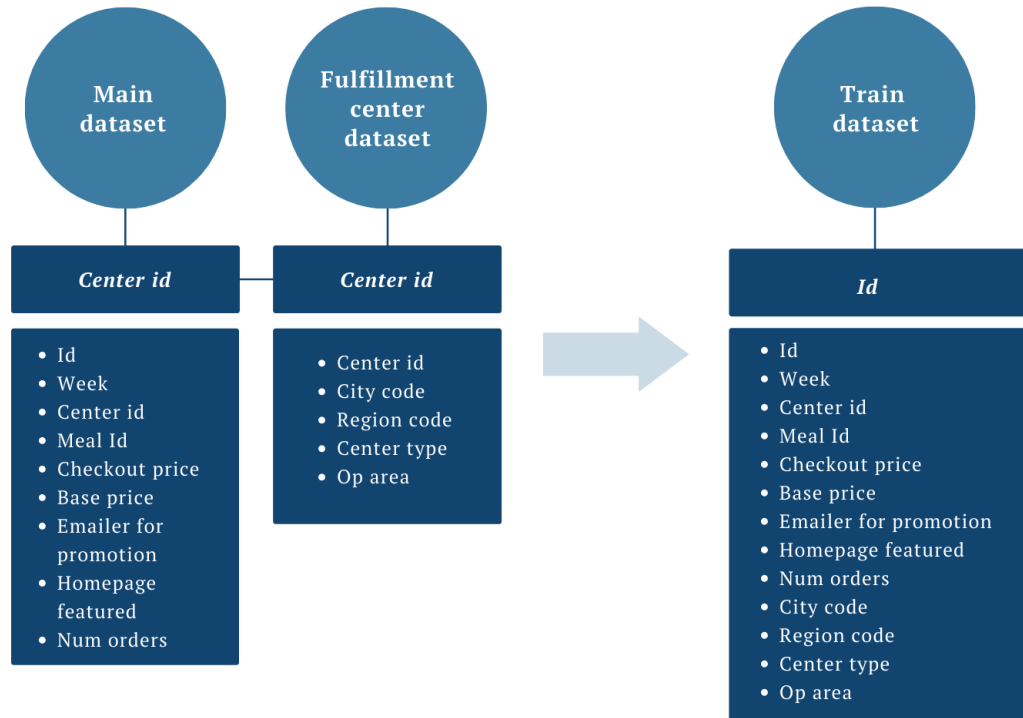 Main
dataset
Fulfillment
center
dataset
Train
dataset
Center id
Center id
Id
• Id
• Week
• Center id
• Meal Id
• Checkout price
• Base price
• Emailer for
promotion
• Homepage
featured
• Num orders
• Center id
• City code
• Region code
• Center type
• Op area
• Id
• Week
• Center id
• Meal Id
• Checkout price
• Base price
• Emailer for promotion
• Homepage featured
• Num orders
• City code
• Region code
• Center type
• Op area